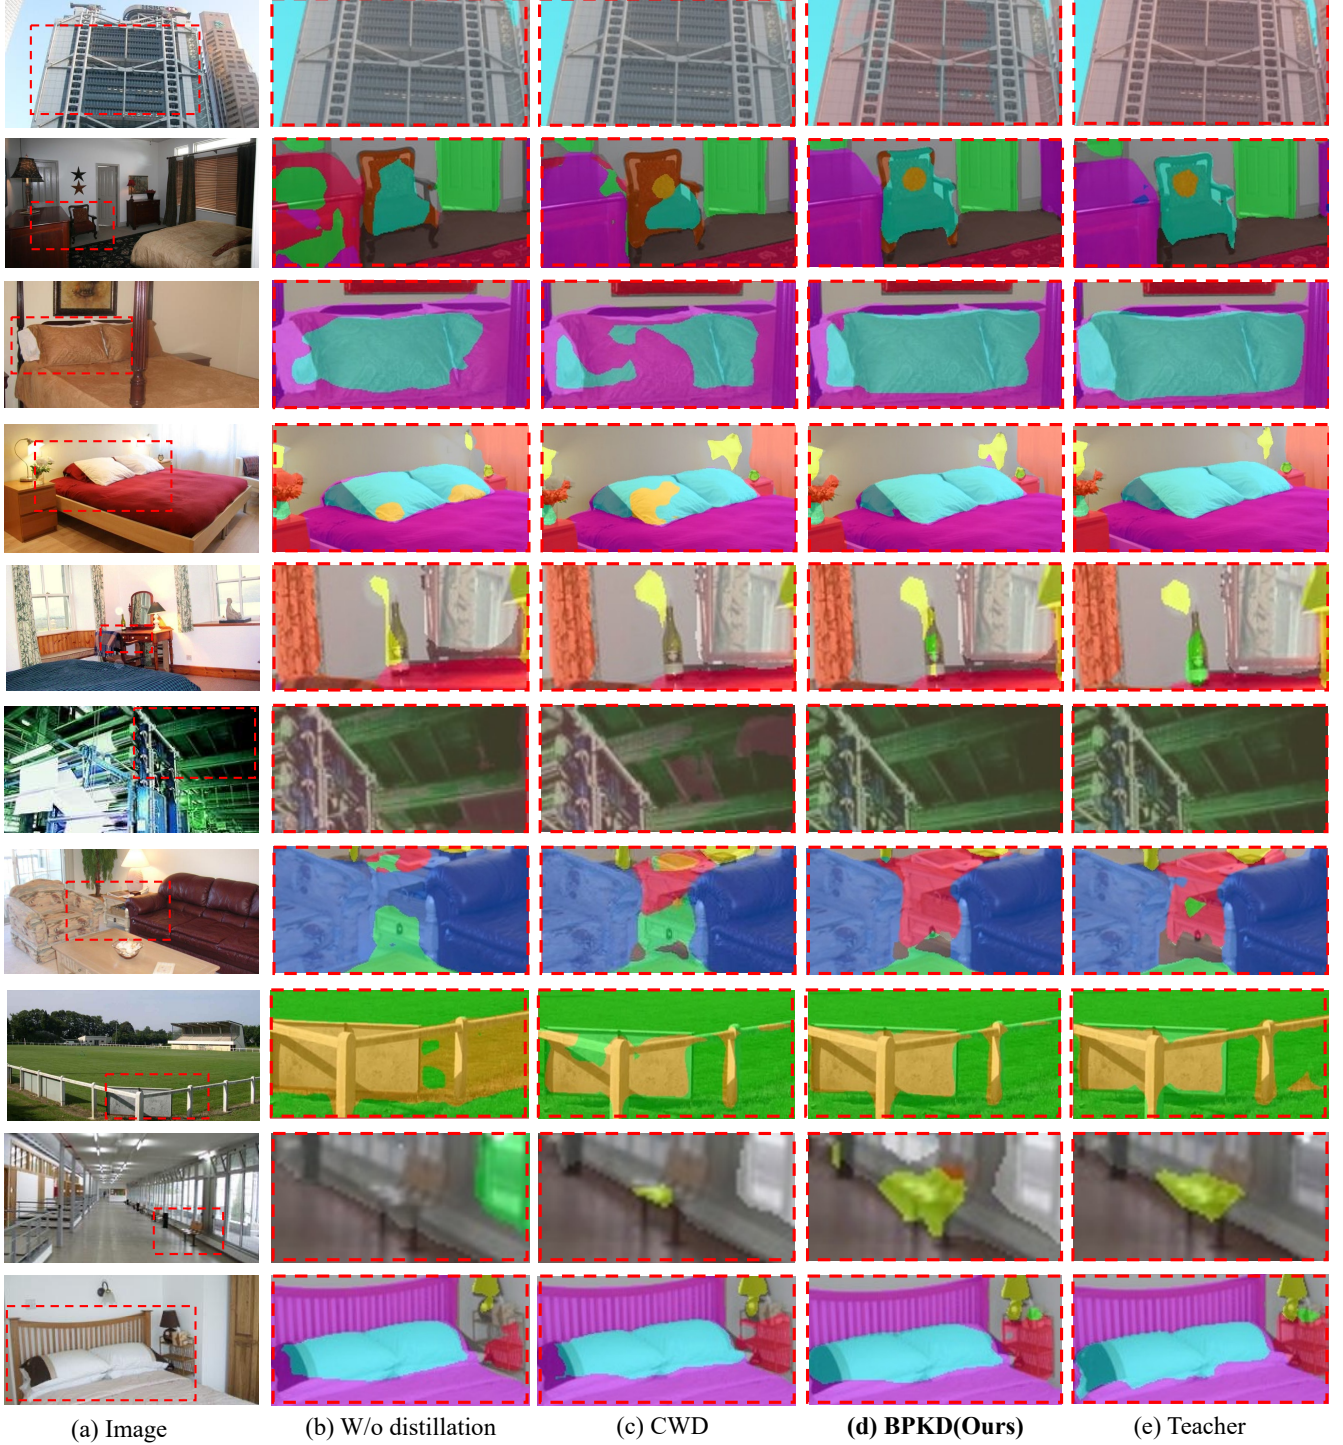 (a) Image
(b) W/o distillation
(c) CWD
(d) BPKD(Ours)
(e) Teacher